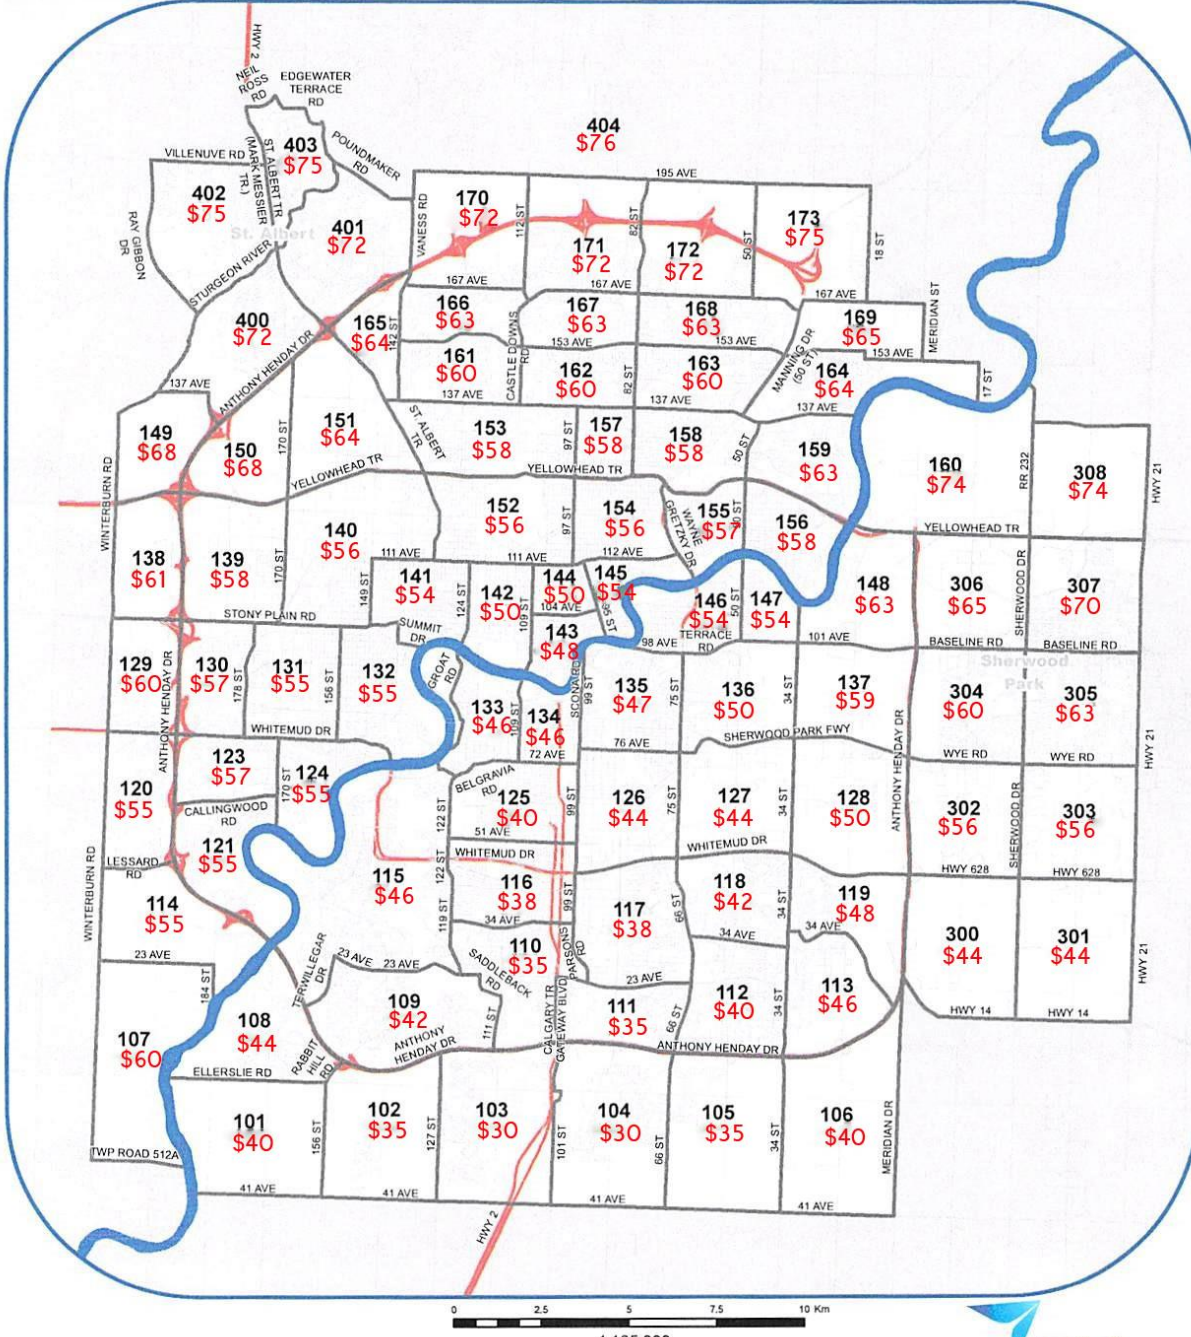 HWY 2
NEIL
ROSS
RD
EDGEWATER
TERRACE
RD
404
$76
403
$75
POUNDMAKER
RD
VILLENUVE RD
ST. ALBERT TR
(MARK MESSIER
TR.)
195 AVE
402
$75
170
$72
VANESS RD
112 ST
82 ST
50 ST
173
$75
18 ST
RAY GIBBON
DR
St. Albert
401
$72
171
$72
172
$72
STURGEON RIVER
167 AVE
167 AVE
167 AVE
MERIDIAN ST
400
$72
165
$64
142 ST
166
$63
167
$63
168
$63
169
$65
ANTHONY HENDAY DR
CASTLE DOWNS
RD
153 AVE
153 AVE
153 AVE
MANNING DR
(50 ST)
161
$60
162
$60
82 ST
163
$60
164
$64
17 ST
137 AVE
137 AVE
137 AVE
137 AVE
149
$68
150
$68
170 ST
151
$64
ST. ALBERT
TR
153
$58
97 ST
157
$58
158
$58
50 ST
159
$63
160
$74
RR 232
308
$74
HWY 21
WINTERBURN RD
YELLOWHEAD TR
YELLOWHEAD TR
YELLOWHEAD TR
152
$56
97 ST
154
$56
WAYNE
GRETZKY DR
155
$57
50 ST
156
$58
138
$61
139
$58
170 ST
140
$56
111 AVE
111 AVE
112 AVE
149 ST
141
$54
124 ST
142
$50
109 ST
144
$50
104 AVE
145
$54
95 ST
146
$54
50 ST
147
$54
148
$63
306
$65
SHERWOOD DR
307
$70
STONY PLAIN RD
SUMMIT
DR
143
$48
98 AVE
TERRACE
RD
101 AVE
BASELINE RD
BASELINE RD
Sherwood
Park
129
$60
ANTHONY HENDAY DR
130
$57
178 ST
131
$55
156 ST
132
$55
GROAT
RD
133
$46
109 ST
134
$46
SCONA RD
99 ST
135
$47
75 ST
136
$50
34 ST
137
$59
304
$60
305
$63
WHITEMUD DR
72 AVE
76 AVE
SHERWOOD PARK FWY
ANTHONY HENDAY DR
WYE RD
WYE RD
HWY 21
120
$55
123
$57
170 ST
124
$55
CALLINGWOOD
RD
BELGRAVIA
RD
122 ST
125
$40
99 ST
126
$44
75 ST
127
$44
34 ST
128
$50
302
$56
SHERWOOD DR
303
$56
51 AVE
121
$55
LESSARD
RD
WHITEMUD DR
WHITEMUD DR
HWY 628
HWY 628
WINTERBURN RD
114
$55
115
$46
122 ST
119 ST
116
$38
99 ST
117
$38
66 ST
118
$42
34 ST
119
$48
34 AVE
34 AVE
34 AVE
300
$44
301
$44
HWY 21
23 AVE
184 ST
TERWILLEGAR
DR
23 AVE
23 AVE
SADDLEBACK
RD
110
$35
PARSONS
RD
23 AVE
107
$60
108
$44
109
$42
111 ST
CALGARY TR
GATEWAY BLVD
111
$35
66 ST
112
$40
34 ST
113
$46
HWY 14
HWY 14
RABBIT
HILL
RD
ANTHONY
HENDAY DR
ANTHONY HENDAY DR
ELLERSLIE RD
101
$40
156 ST
102
$35
127 ST
103
$30
101 ST
104
$30
66 ST
105
$35
34 ST
106
$40
MERIDIAN DR
TWP ROAD 512A
41 AVE
41 AVE
41 AVE
41 AVE
HWY 2
0 2.5 5 7.5 10 Km